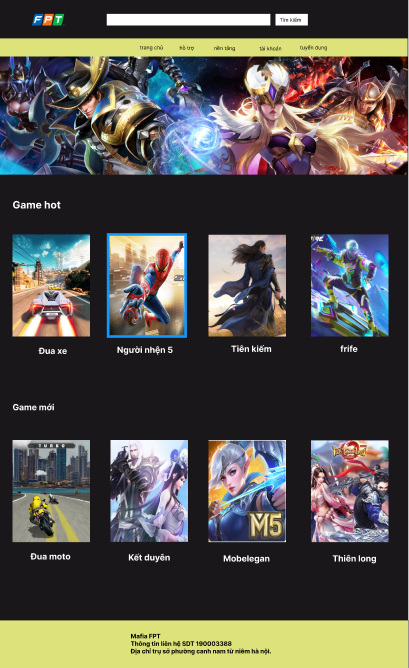 FPT
Tìm kiếm
trang chủ
hỗ trợ
nền tảng
tài khoản
tuyển dụng
Game hot
Đua xe
Người nhện 5
Tiên kiếm
frife
Game mới
TURBO
M5
Đua moto
Kết duyên
Mobelegan
Thiên long
Mafia FPT
Thông tin liên hệ SDT 190003388
Địa chỉ trụ sở phường canh nam từ niêm hà nội.